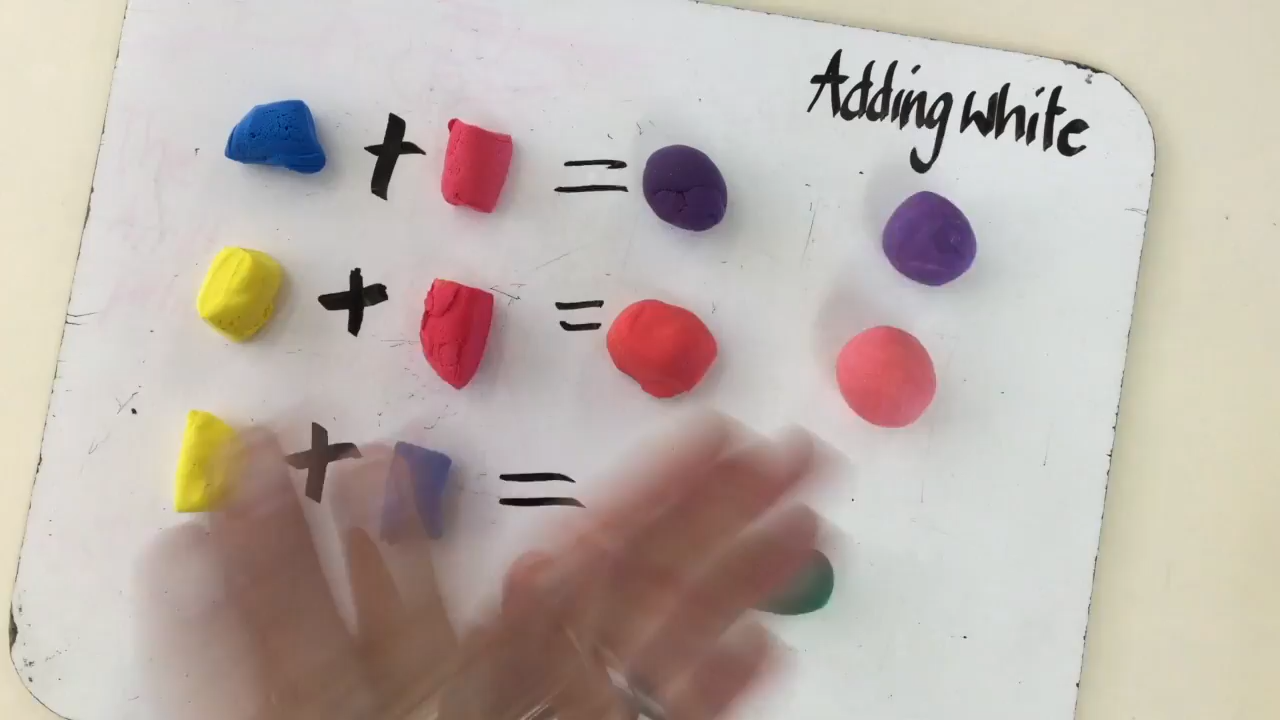 Adding white
+ =
+ =
+ =